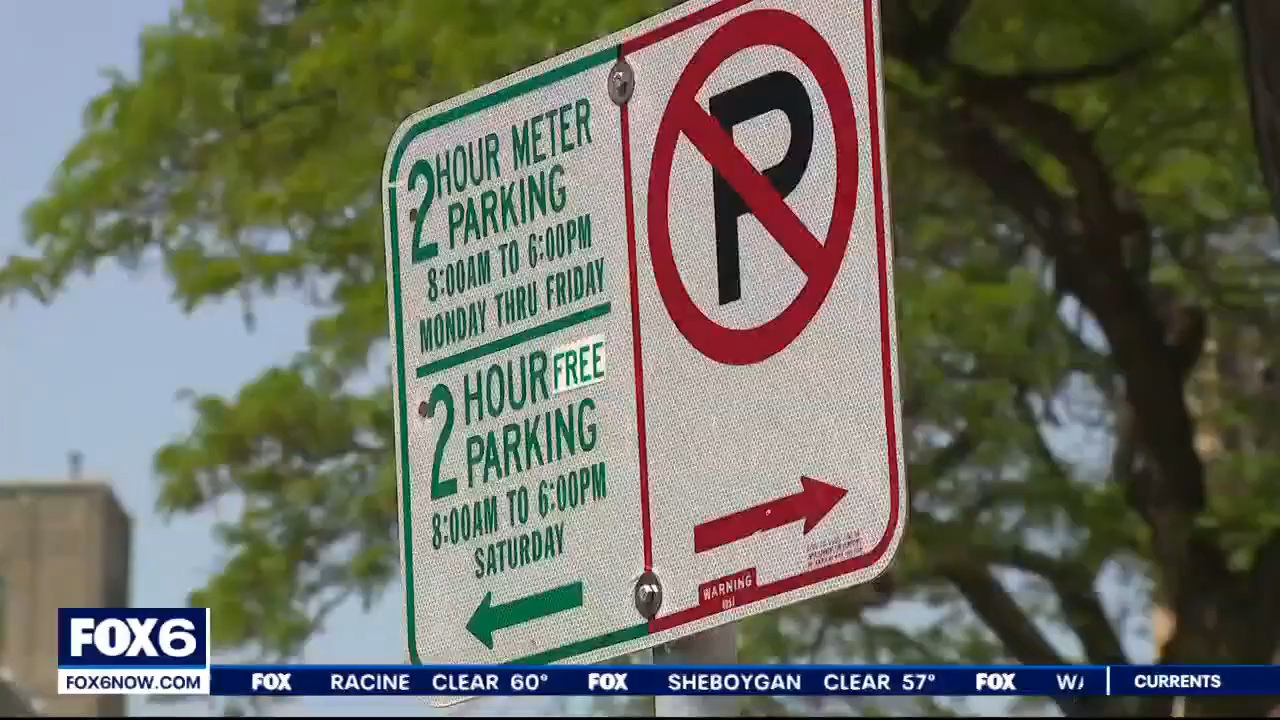 2 HOUR METER
PARKING
8:00AM TO 6:00PM
MONDAY THRU FRIDAY
2 HOUR FREE
PARKING
8:00AM TO 6:00PM
SATURDAY
P
WARNING
FOX6
FOX6NOW.COM
FOX RACINE CLEAR 60° FOX SHEBOYGAN CLEAR 57° FOX WA CURRENTS